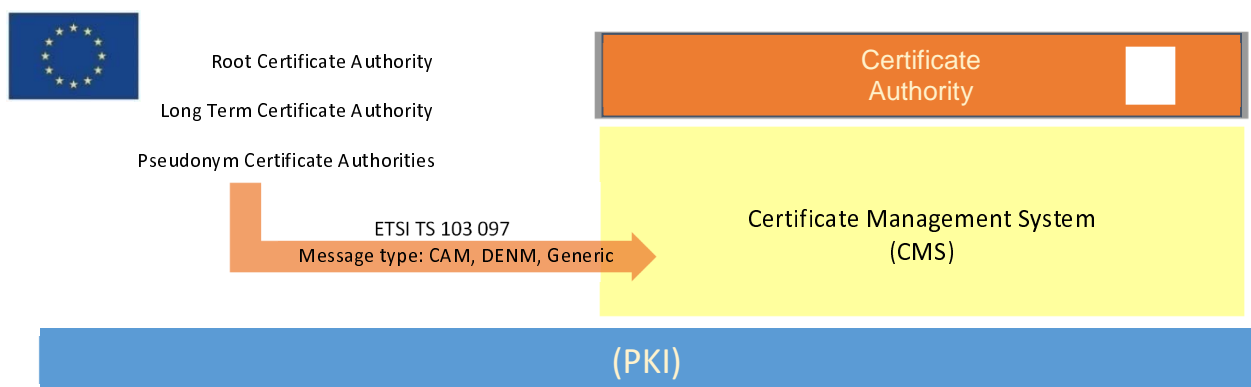 Root Certificate Authority
Long Term Certificate Authority
Pseudonym Certificate Authorities
ETSI TS 103 097
Message type: CAM, DENM, Generic
Certificate
Authority
Certificate Management System
(CMS)
(PKI)